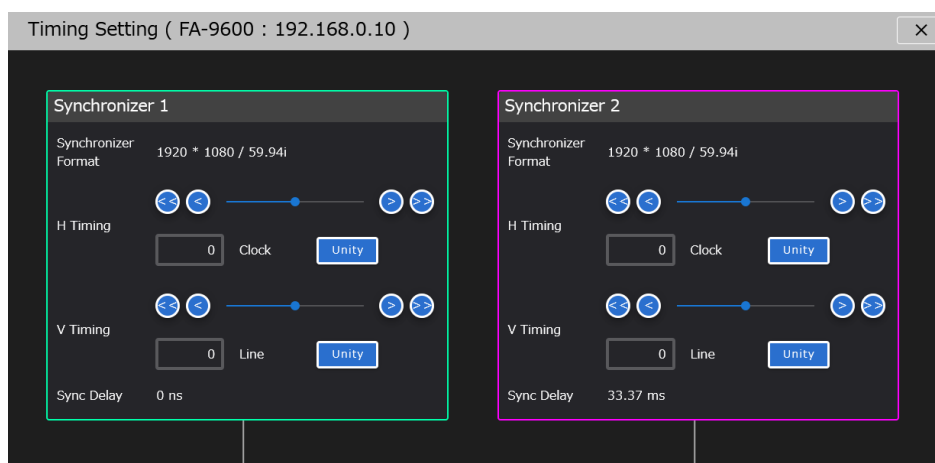 Timing Setting ( FA-9600 : 192.168.0.10 )
×
Synchronizer 1
Synchronizer
Format
1920 * 1080 / 59.94i
H Timing
<<
<
>
>>
0
Clock
Unity
V Timing
<<
<
>
>>
0
Line
Unity
Sync Delay
0 ns
Synchronizer 2
Synchronizer
Format
1920 * 1080 / 59.94i
H Timing
<<
<
>
>>
0
Clock
Unity
V Timing
<<
<
>
>>
0
Line
Unity
Sync Delay
33.37 ms